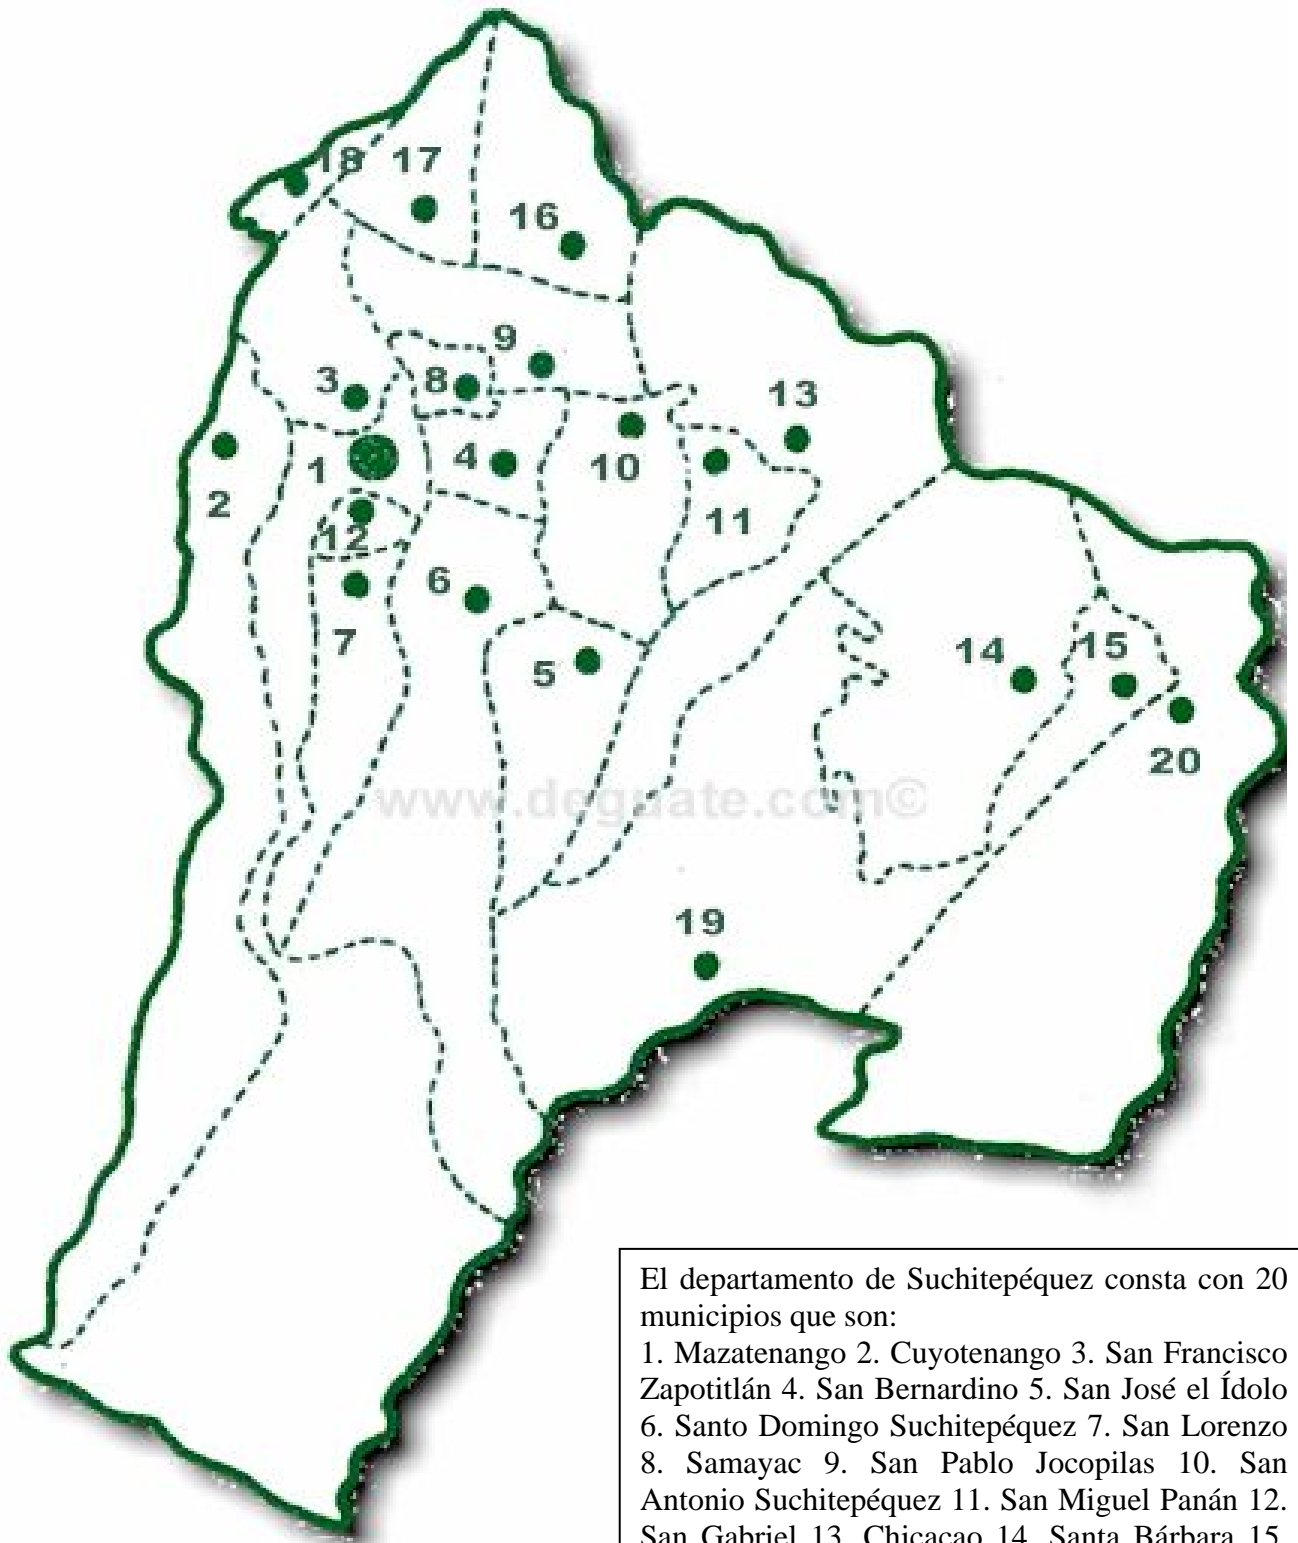 18 17
16
9
3 8
13
1 4 10
2 11
12
6
7 14 15
5
20
www.deguate.com©
19
El departamento de Suchitepéquez consta con 20
municipios que son:
1. Mazatenango 2. Cuyotenango 3. San Francisco
Zapotitlán 4. San Bernardino 5. San José el Ídolo
6. Santo Domingo Suchitepéquez 7. San Lorenzo
8. Samayac 9. San Pablo Jocopilas 10. San
Antonio Suchitepéquez 11. San Miguel Panán 12.
San Gabriel 13. Chicacao 14. Santa Bárbara 15.